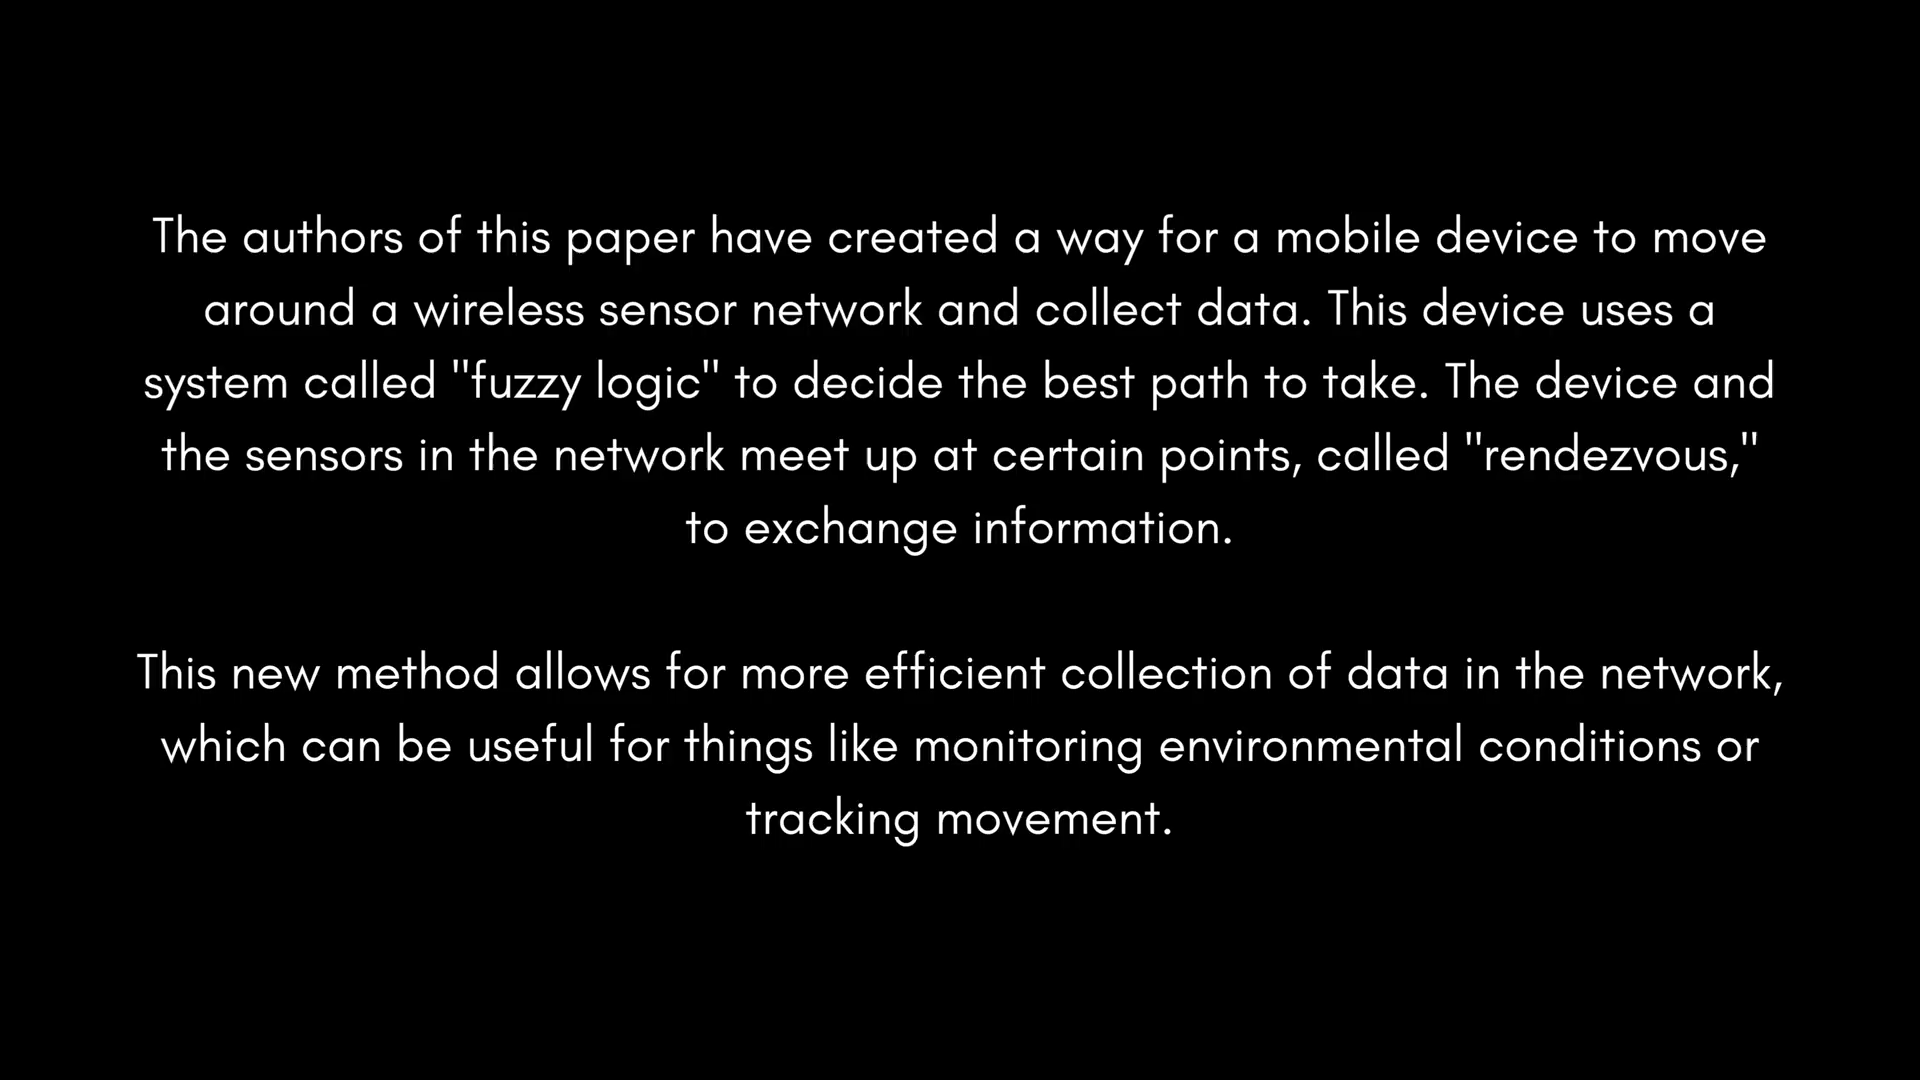 The authors of this paper have created a way for a mobile device to move
around a wireless sensor network and collect data. This device uses a
system called "fuzzy logic" to decide the best path to take. The device and
the sensors in the network meet up at certain points, called "rendezvous,"
to exchange information.
This new method allows for more efficient collection of data in the network,
which can be useful for things like monitoring environmental conditions or
tracking movement.